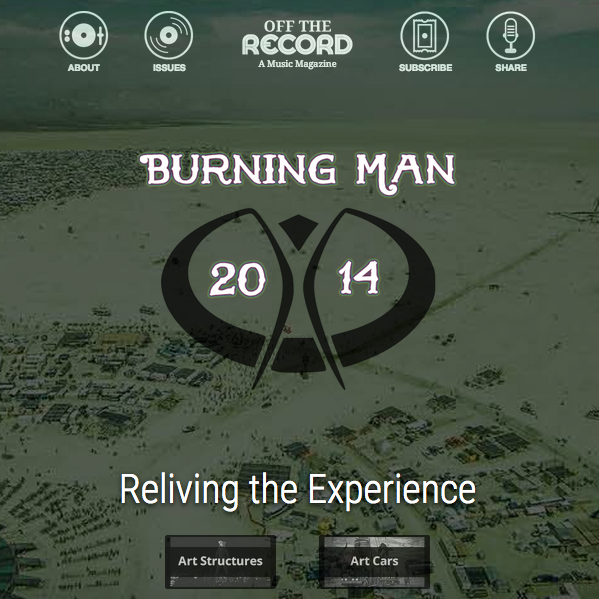 OFF THE
RECORD
A Music Magazine
ABOUT
ISSUES
SUBSCRIBE
SHARE
BURNING MAN
20 14
Reliving the Experience
Art Structures
Art Cars